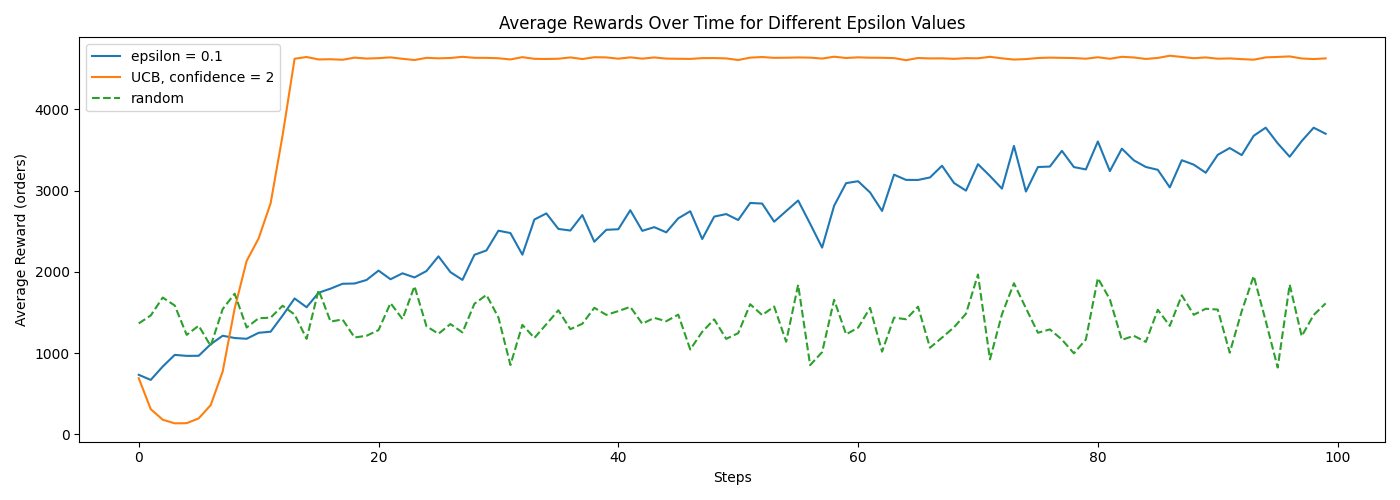 Average Rewards Over Time for Different Epsilon Values
epsilon = 0.1
UCB, confidence = 2
random
Average Reward (orders)
4000
3000
2000
1000
0
0 20 40 60 80 100
Steps